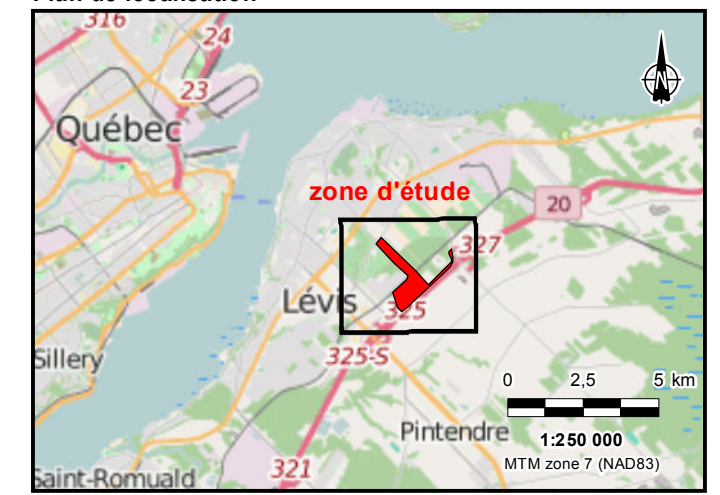 316
24
23
N
Québec
zone d'étude
20
327
Lévis
325
325-S
Sillery
0 2,5 5 km
Pintendre
1:250 000
MTM zone 7 (NAD83)
321
Saint-Romuald